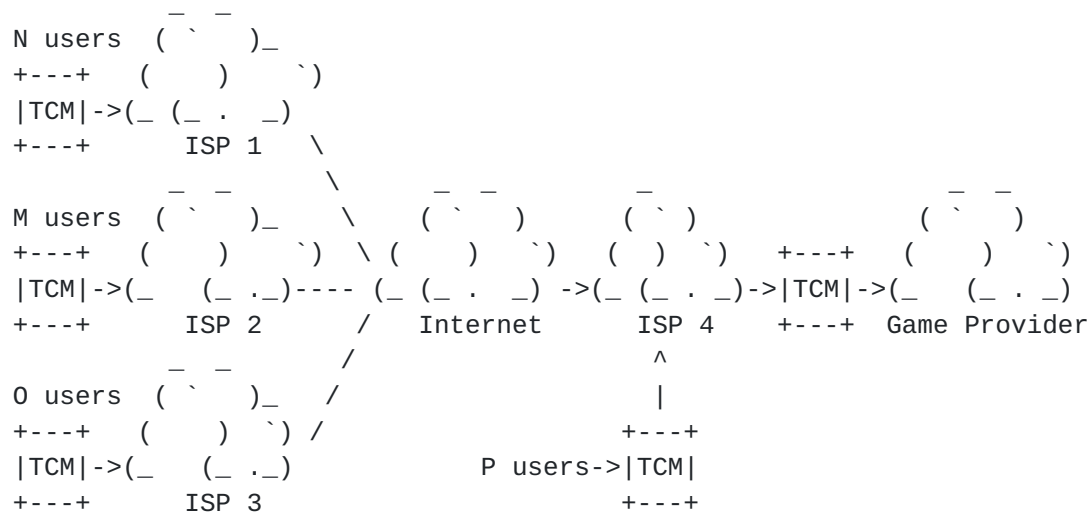 _  _
N users  ( `   )_
+---+   (     )    `)
|TCM|->(_ (_ .  _)
+---+      ISP 1   \
              _  _        \         _  _           _                    _  _
M users  ( `   )_      \     ( `   )      ( ` )              ( `   )
+---+   (     )    `)  \ (     )   `)   (  )  `)   +---+   (     )   `)
|TCM|->(_   (_ ._)---- (_ (_ .  _) ->(_ (_ . _)->|TCM|->(_   (_ . _)
+---+      ISP 2        /   Internet      ISP 4    +---+  Game Provider
              _  _         /                       ^
O users  ( `   )_     /                        |
+---+   (     )  `) /                       +---+
|TCM|->(_   (_ ._)            P users->|TCM|
+---+      ISP 3                            +---+